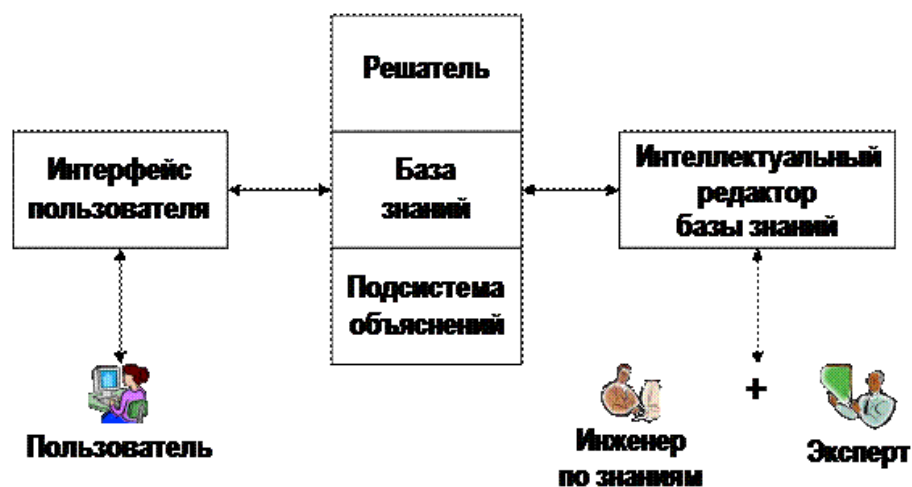 Решатель
Интерфейс
пользователя
База
знаний
Интеллектуальный
редактор
базы знаний
Подсистема
объяснений
+
Пользователь
Инженер
по знаниям
Эксперт